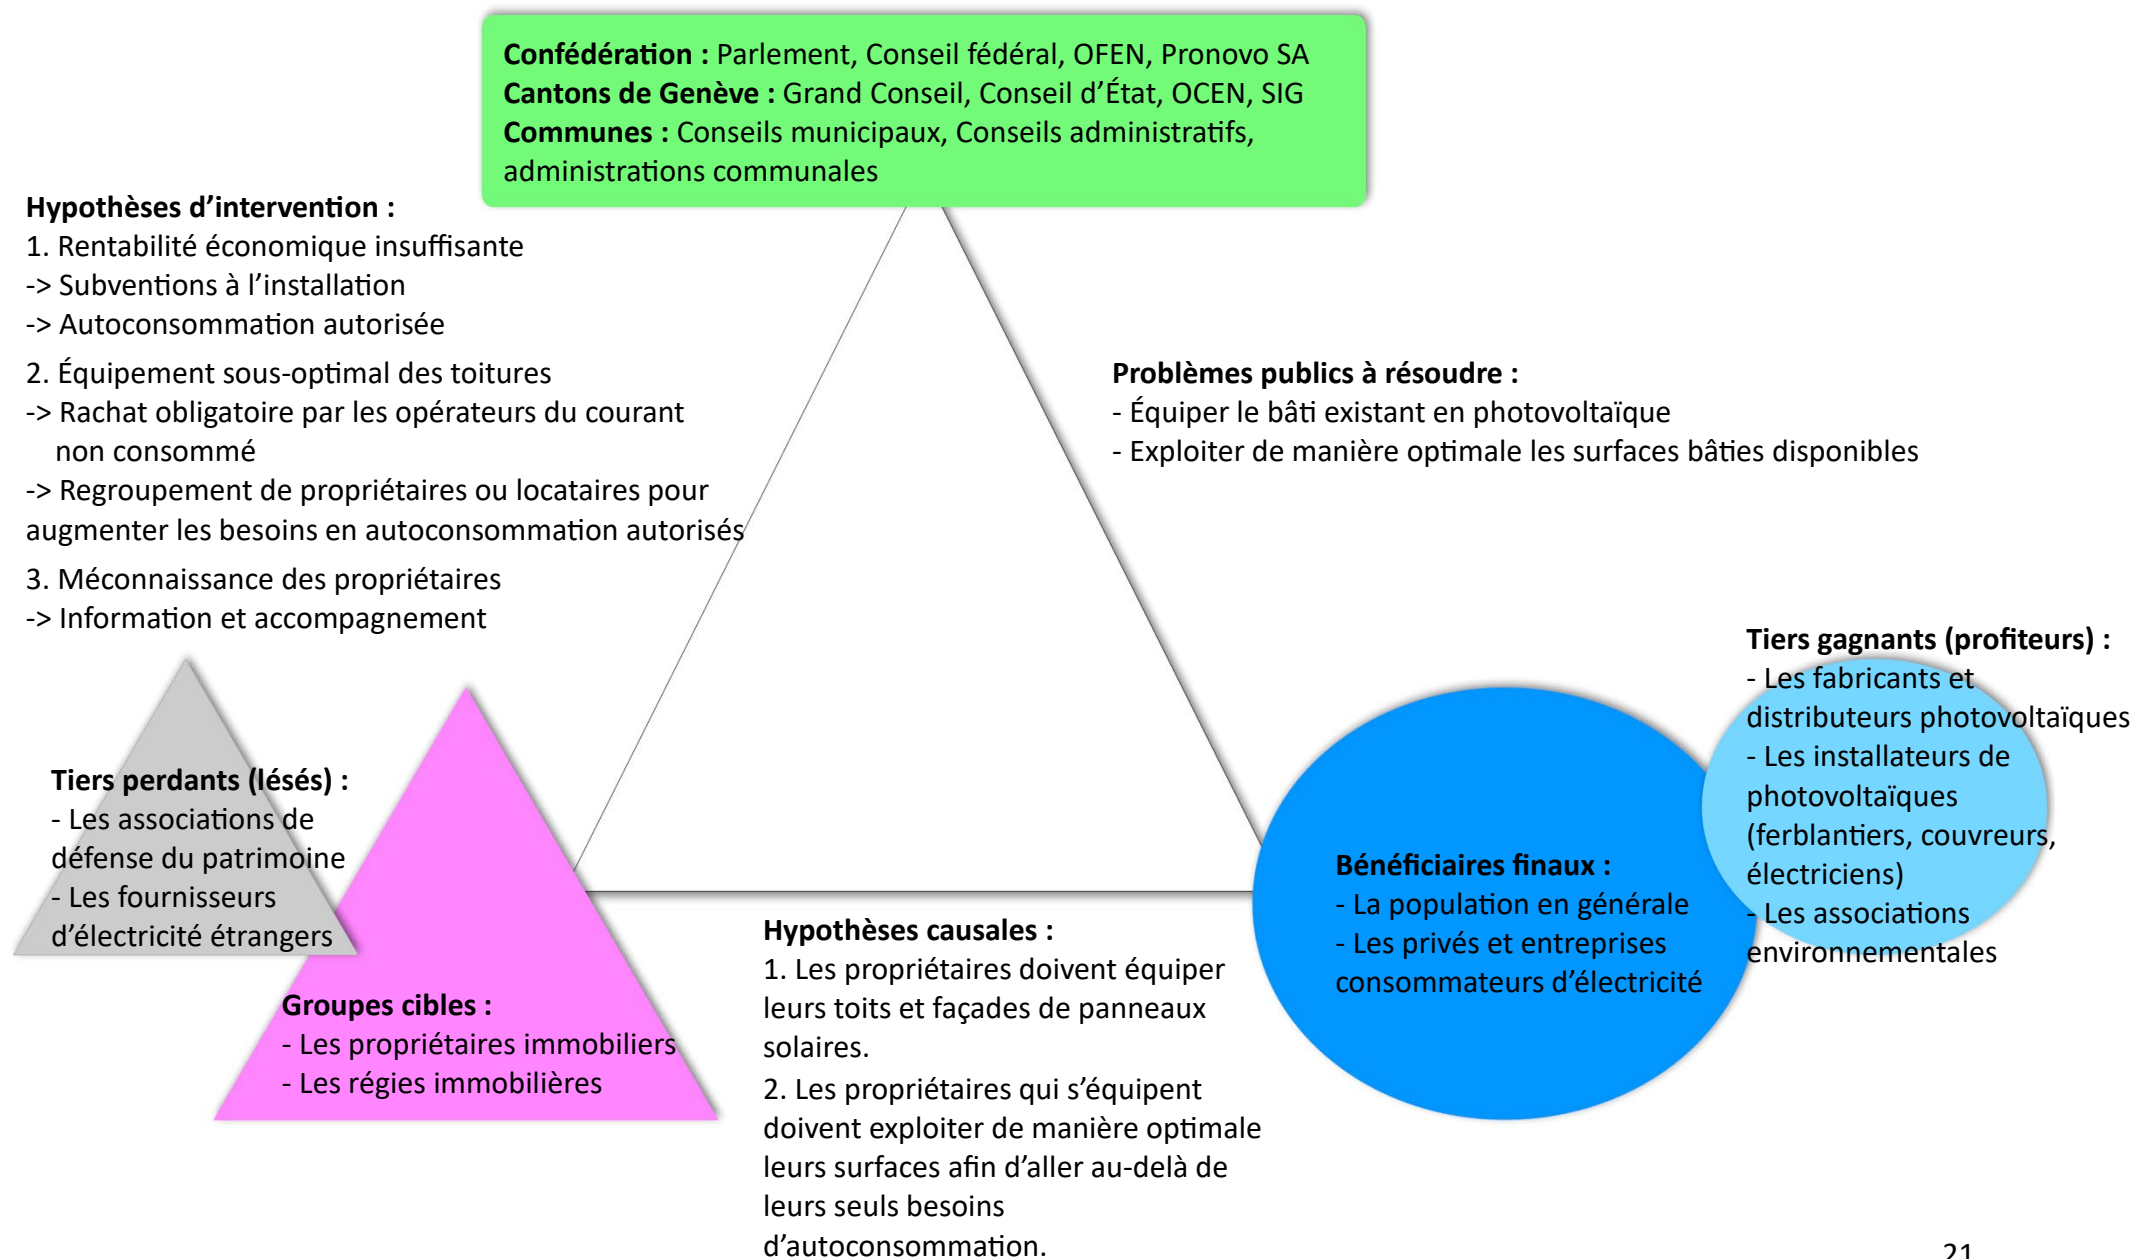 Confédération : Parlement, Conseil fédéral, OFEN, Pronovo SA
Cantons de Genève : Grand Conseil, Conseil d’État, OCEN, SIG
Communes : Conseils municipaux, Conseils administratifs,
administrations communales
Hypothèses d’intervention :
1. Rentabilité économique insuffisante
-> Subventions à l’installation
-> Autoconsommation autorisée
2. Équipement sous-optimal des toitures
-> Rachat obligatoire par les opérateurs du courant
non consommé
-> Regroupement de propriétaires ou locataires pour
augmenter les besoins en autoconsommation autorisés
3. Méconnaissance des propriétaires
-> Information et accompagnement
Problèmes publics à résoudre :
- Équiper le bâti existant en photovoltaïque
- Exploiter de manière optimale les surfaces bâties disponibles
Tiers perdants (lésés) :
- Les associations de
défense du patrimoine
- Les fournisseurs
d’électricité étrangers
Groupes cibles :
- Les propriétaires immobiliers
- Les régies immobilières
Hypothèses causales :
1. Les propriétaires doivent équiper
leurs toits et façades de panneaux
solaires.
2. Les propriétaires qui s’équipent
doivent exploiter de manière optimale
leurs surfaces afin d’aller au-delà de
leurs seuls besoins
d’autoconsommation.
Bénéficiaires finaux :
- La population en générale
- Les privés et entreprises
consommateurs d’électricité
Tiers gagnants (profiteurs) :
- Les fabricants et
distributeurs photovoltaïques
- Les installateurs de
photovoltaïques
(ferblantiers, couvreurs,
électriciens)
- Les associations
environnementales
21